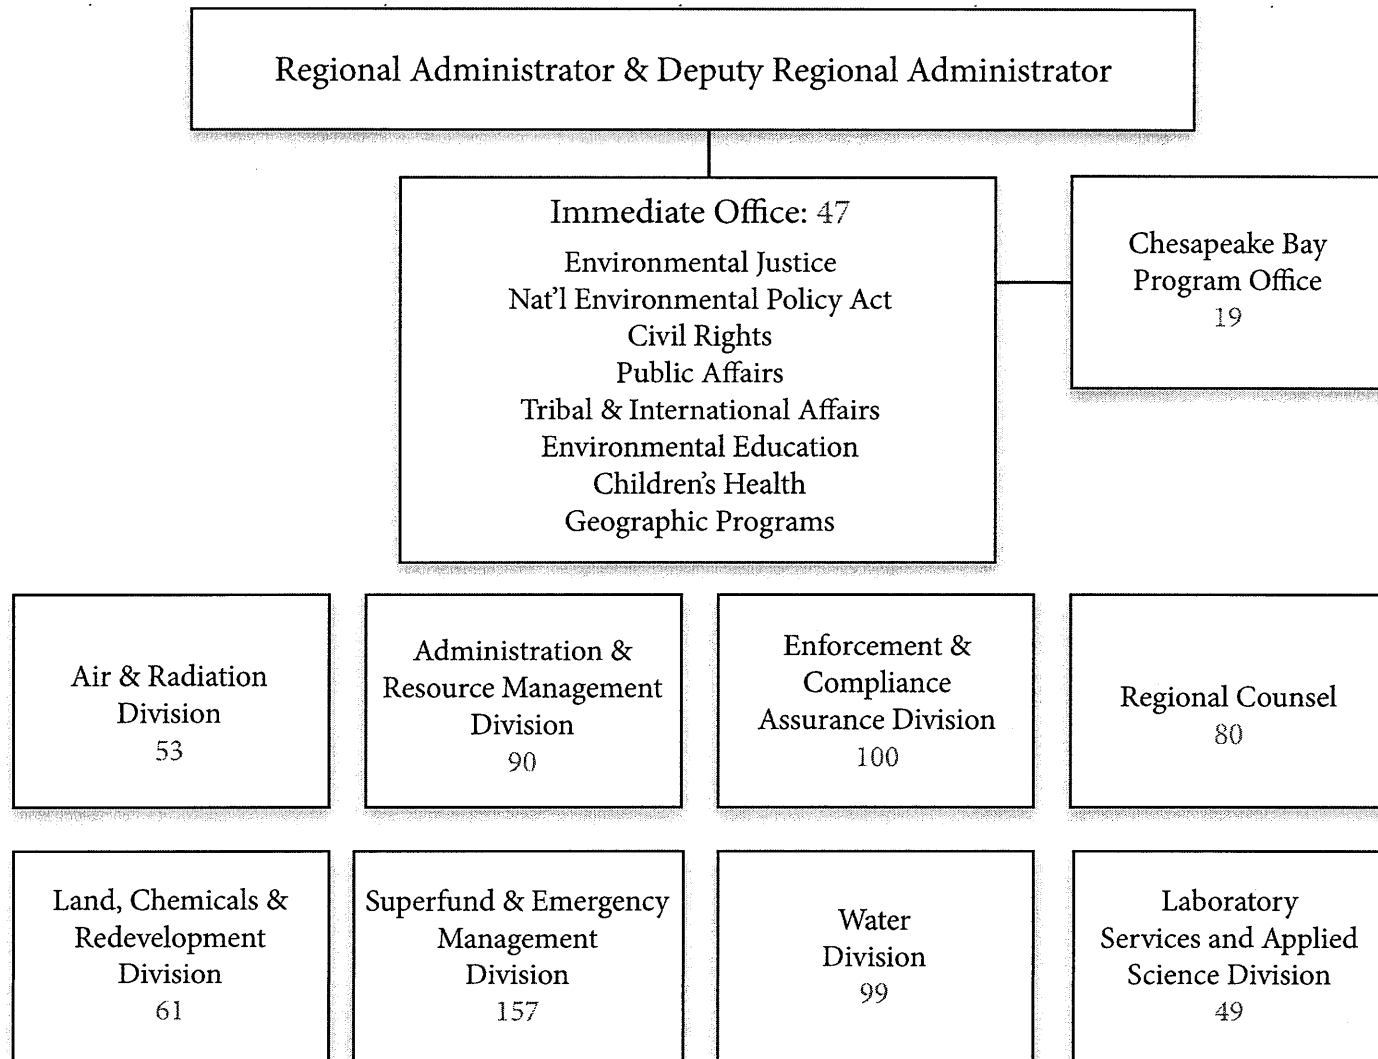 Regional Administrator & Deputy Regional Administrator
Immediate Office: 47
Environmental Justice
Nat'l Environmental Policy Act
Civil Rights
Public Affairs
Tribal & International Affairs
Environmental Education
Children's Health
Geographic Programs
Chesapeake Bay
Program Office
19
Air & Radiation
Division
53
Administration &
Resource Management
Division
90
Enforcement &
Compliance
Assurance Division
100
Regional Counsel
80
Land, Chemicals &
Redevelopment
Division
61
Superfund & Emergency
Management
Division
157
Water
Division
99
Laboratory
Services and Applied
Science Division
49